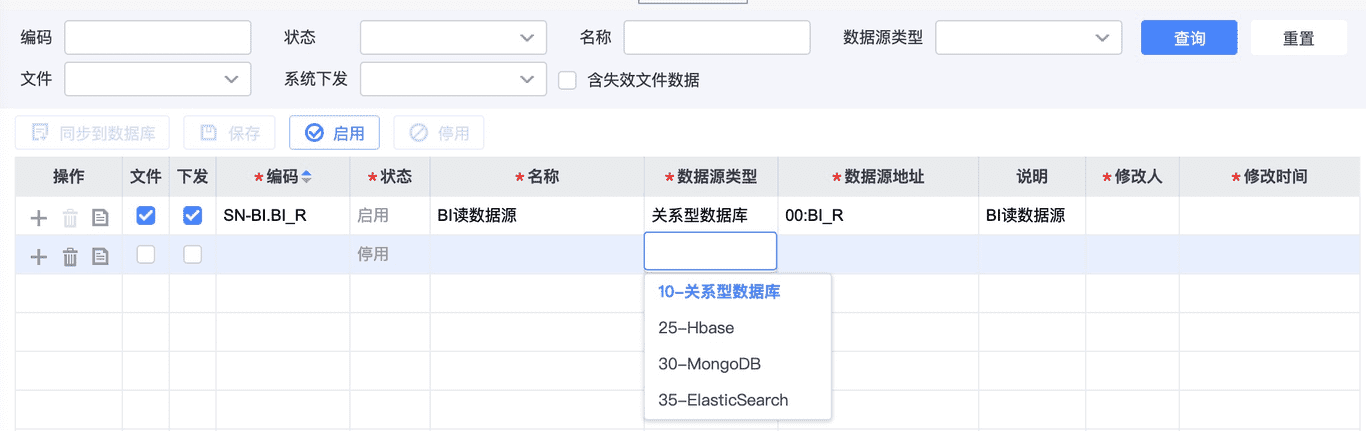 编码 状态 名称 数据源类型 查询 重置
文件 系统下发 含失效文件数据
同步到数据库 保存 启用 停用
操作 文件 下发 *编码 *状态 *名称 *数据源类型 *数据源地址 说明 *修改人 *修改时间
SN-BI.BI_R 启用 BI读数据源 关系型数据库 00:BI_R BI读数据源
停用
10-关系型数据库
25-Hbase
30-MongoDB
35-ElasticSearch